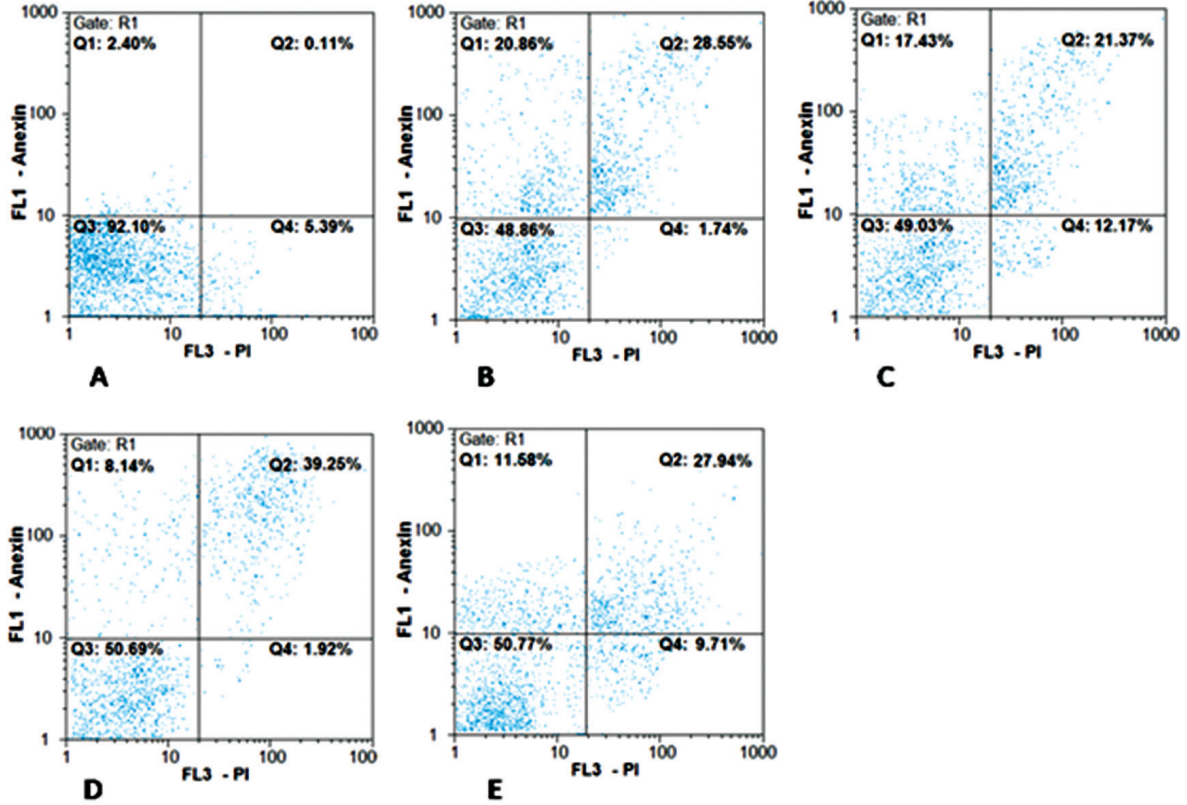 1000
Gate: R1
Q1: 2.40%
Q2: 0.11%
100
FL1 - Anexin
10
Q3: 92.10%
Q4: 5.39%
1
1
10
100
100
FL3 - PI
A
1000
Gate: R1
Q1: 20.86%
Q2: 28.55%
100
FL1 - Anexin
10
Q3: 48.86%
Q4: 1.74%
1
1
10
100
1000
FL3 - PI
B
1000
Gate: R1
Q1: 17.43%
Q2: 21.37%
100
FL1 - Anexin
10
Q3: 49.03%
Q4: 12.17%
1
1
10
100
1000
FL3 - PI
C
1000
Gate: R1
Q1: 8.14%
Q2: 39.25%
100
FL1 - Anexin
10
Q3: 50.69%
Q4: 1.92%
1
1
10
100
100
FL3 - PI
D
1000
Gate: R1
Q1: 11.58%
Q2: 27.94%
100
FL1 - Anexin
10
Q3: 50.77%
Q4: 9.71%
1
1
10
100
1000
FL3 - PI
E